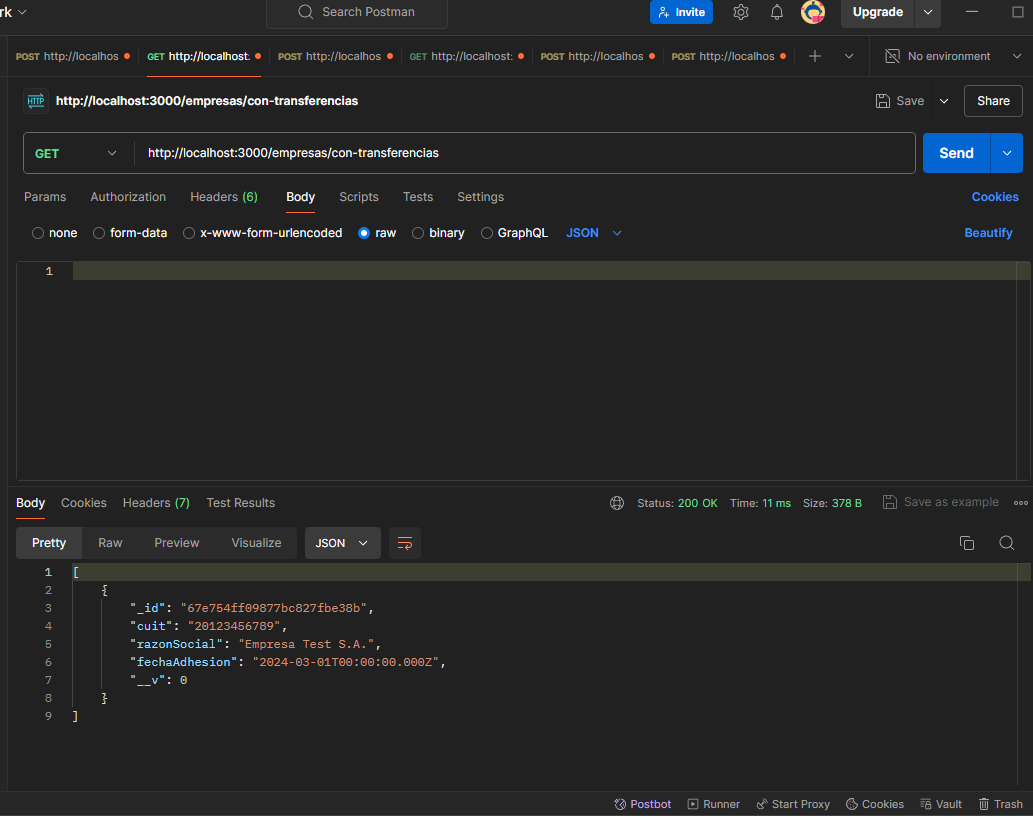 rk
Search Postman
Invite
Upgrade
POST http://localhos
GET http://localhost:
POST http://localhos
GET http://localhost:
POST http://localhos
POST http://localhos
No environment
HTTP http://localhost:3000/empresas/con-transferencias
Save
Share
GET http://localhost:3000/empresas/con-transferencias
Send
Params Authorization Headers (6) Body Scripts Tests Settings Cookies
none form-data x-www-form-urlencoded raw binary GraphQL JSON Beautify
1
Body Cookies Headers (7) Test Results Status: 200 OK Time: 11 ms Size: 378 B Save as example
Pretty Raw Preview Visualize JSON
1 [
2 {
3 "_id": "67e754ff09877bc827fbe38b",
4 "cuit": "20123456789",
5 "razonSocial": "Empresa Test S.A.",
6 "fechaAdhesion": "2024-03-01T00:00:00.000Z",
7 "__v": 0
8 }
9 ]
Postbot Runner Start Proxy Cookies Vault Trash